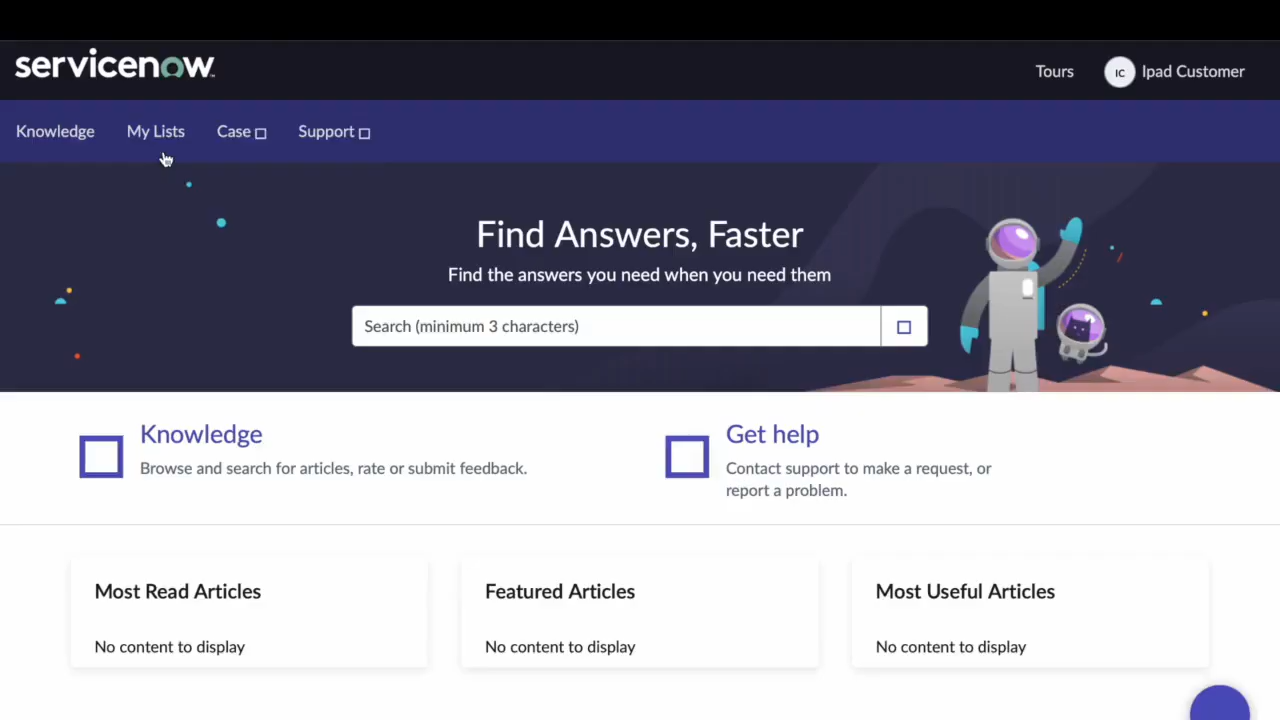 servicenow
Tours
IC
Ipad Customer
Knowledge
My Lists
Case
Support
Find Answers, Faster
Find the answers you need when you need them
Search (minimum 3 characters)
Knowledge
Browse and search for articles, rate or submit feedback.
Get help
Contact support to make a request, or
report a problem.
Most Read Articles
No content to display
Featured Articles
No content to display
Most Useful Articles
No content to display